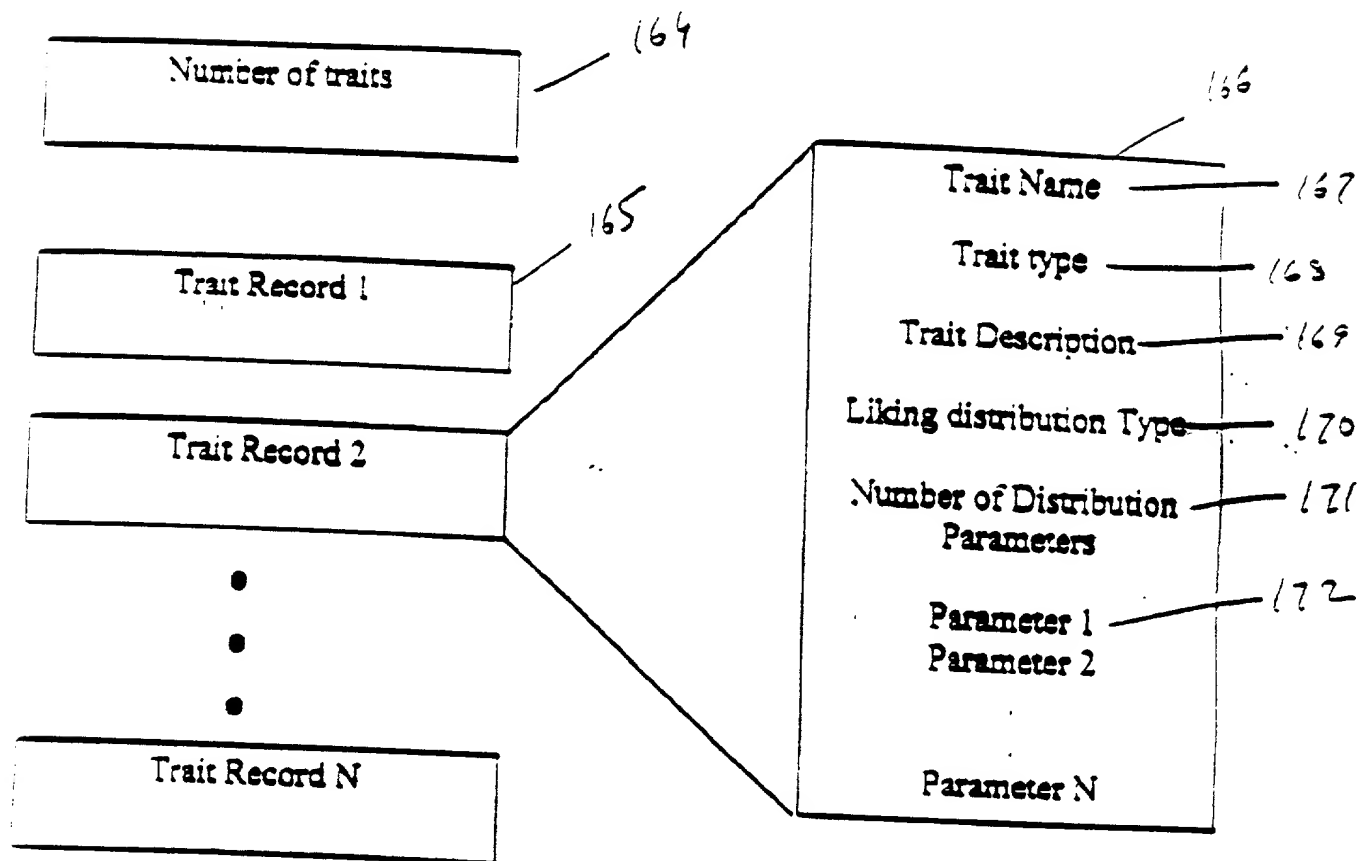 Number of traits
164
Trait Record 1
165
Trait Record 2
Trait Record N
166
Trait Name
167
Trait type
168
Trait Description
169
Liking distribution Type
170
Number of Distribution
171
Parameters
Parameter 1
172
Parameter 2
Parameter N